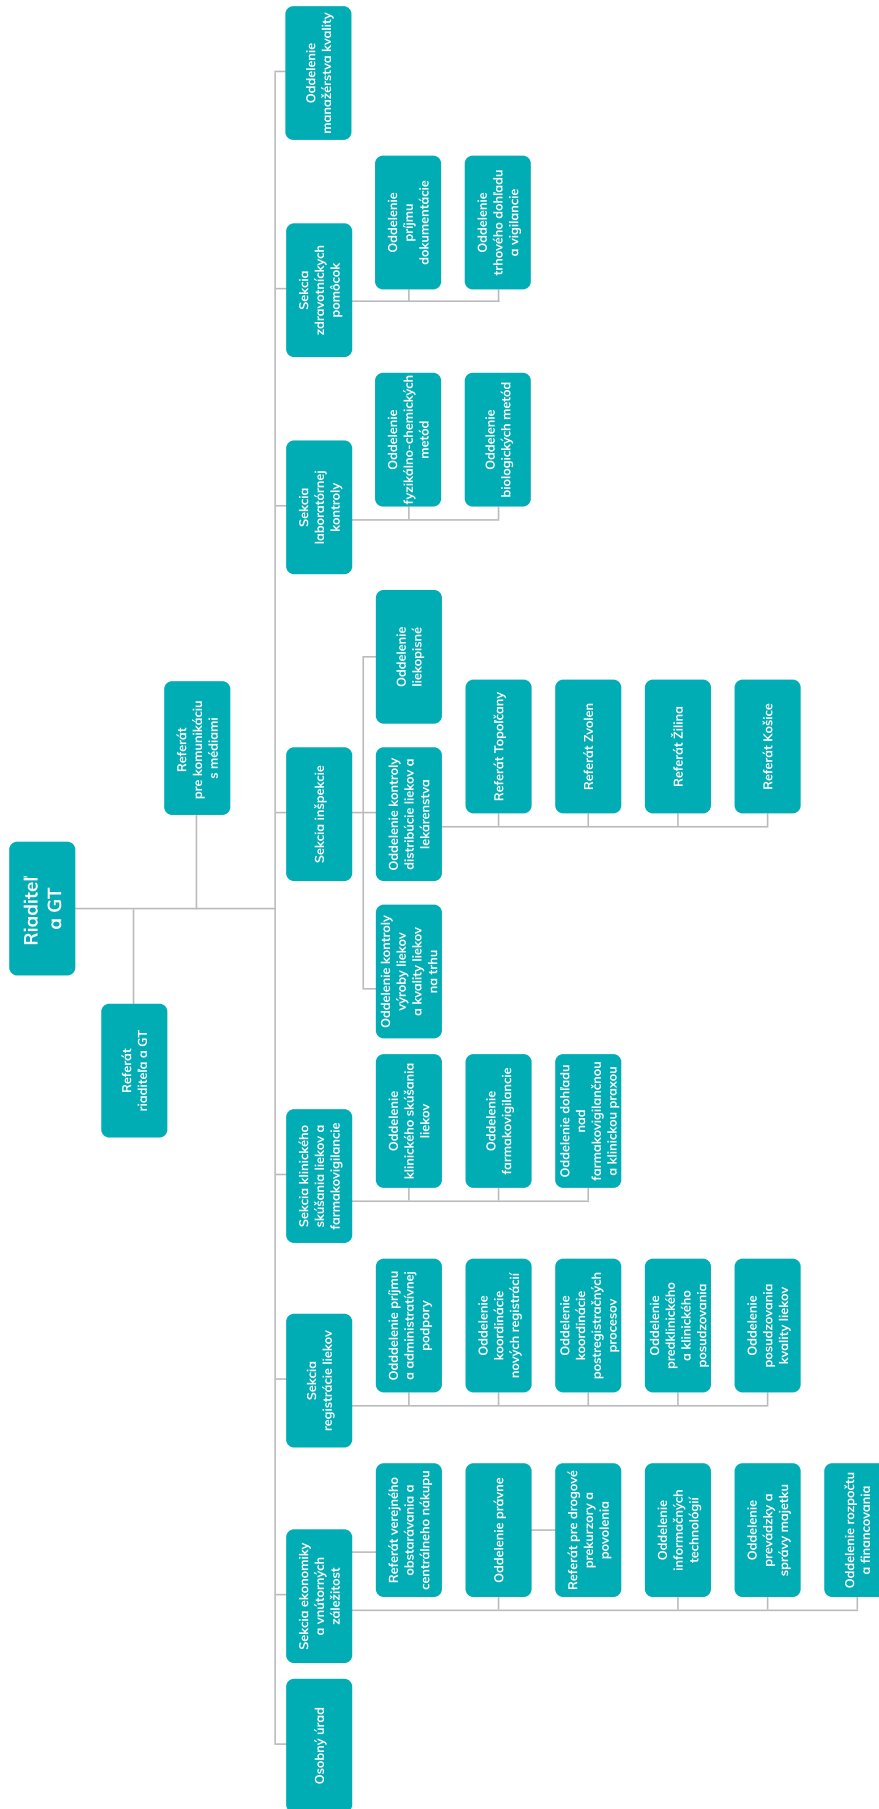 Riaditeľ
a GT
Referát
riaditeľa a GT
Referát
pre komunikáciu
s médiami
Osobný úrad
Sekcia ekonomiky
a vnútorných
záležitost
Referát verejného
obstarávania a
centrálneho nákupu
Oddelenie právne
Referát pre drogové
prekurzory a
povolenia
Oddelenie
informačných
technológií
Oddelenie
prevádzky a
správy majetku
Oddelenie rozpočtu
a financovania
Sekcia
registrácie liekov
Odddelenie príjmu
a administratívnej
podpory
Oddelenie
koordinácie
nových registrácií
Oddelenie
koordinácie
postregistračných
procesov
Oddelenie
predklinického
a klinického
posudzovania
Oddelenie
posudzovania
kvality liekov
Sekcia klinického
skúšania liekov a
farmakovigilancie
Oddelenie
klinického skúšania
liekov
Oddelenie
farmakovigilancie
Oddelenie dohľadu
nad
farmakovigilančnou
a klinickou praxou
Sekcia inšpekcie
Oddelenie kontroly
výroby liekov
a kvality liekov
na trhu
Oddelenie kontroly
distribúcie liekov a
lekárenstva
Referát Topoľčany
Referát Zvolen
Referát Žilina
Referát Košice
Oddelenie
liekopisné
Sekcia
laboratórnej
kontroly
Oddelenie
fyzikálno-chemických
metód
Oddelenie
biologických metód
Sekcia
zdravotníckych
pomôcok
Oddelenie
príjmu
dokumentácie
Oddelenie
trhového dohľadu
a vigilancie
Oddelenie
manažérstva kvality